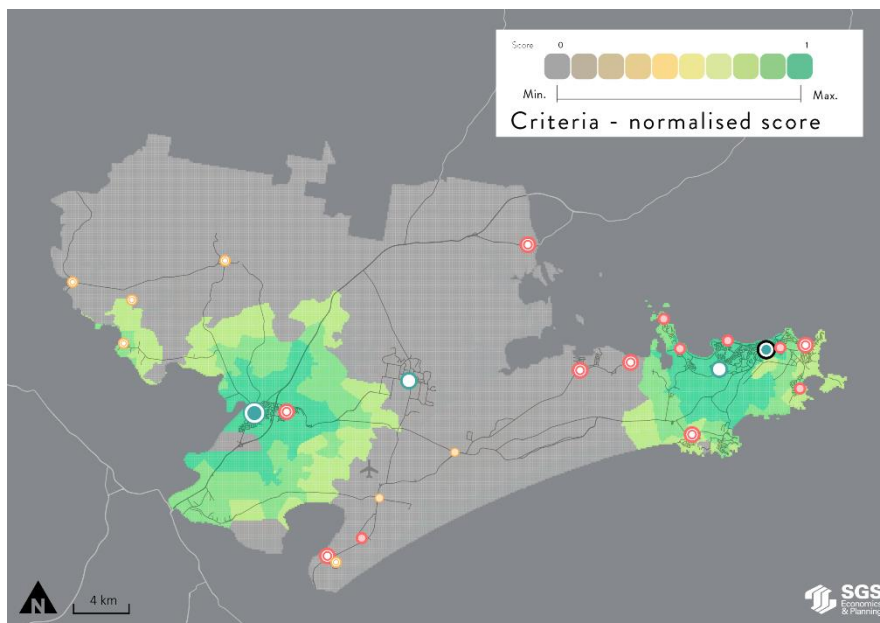 Score 0 1
Min. Max.
Criteria - normalised score
N
4 km
SGS
Economics
& Planning